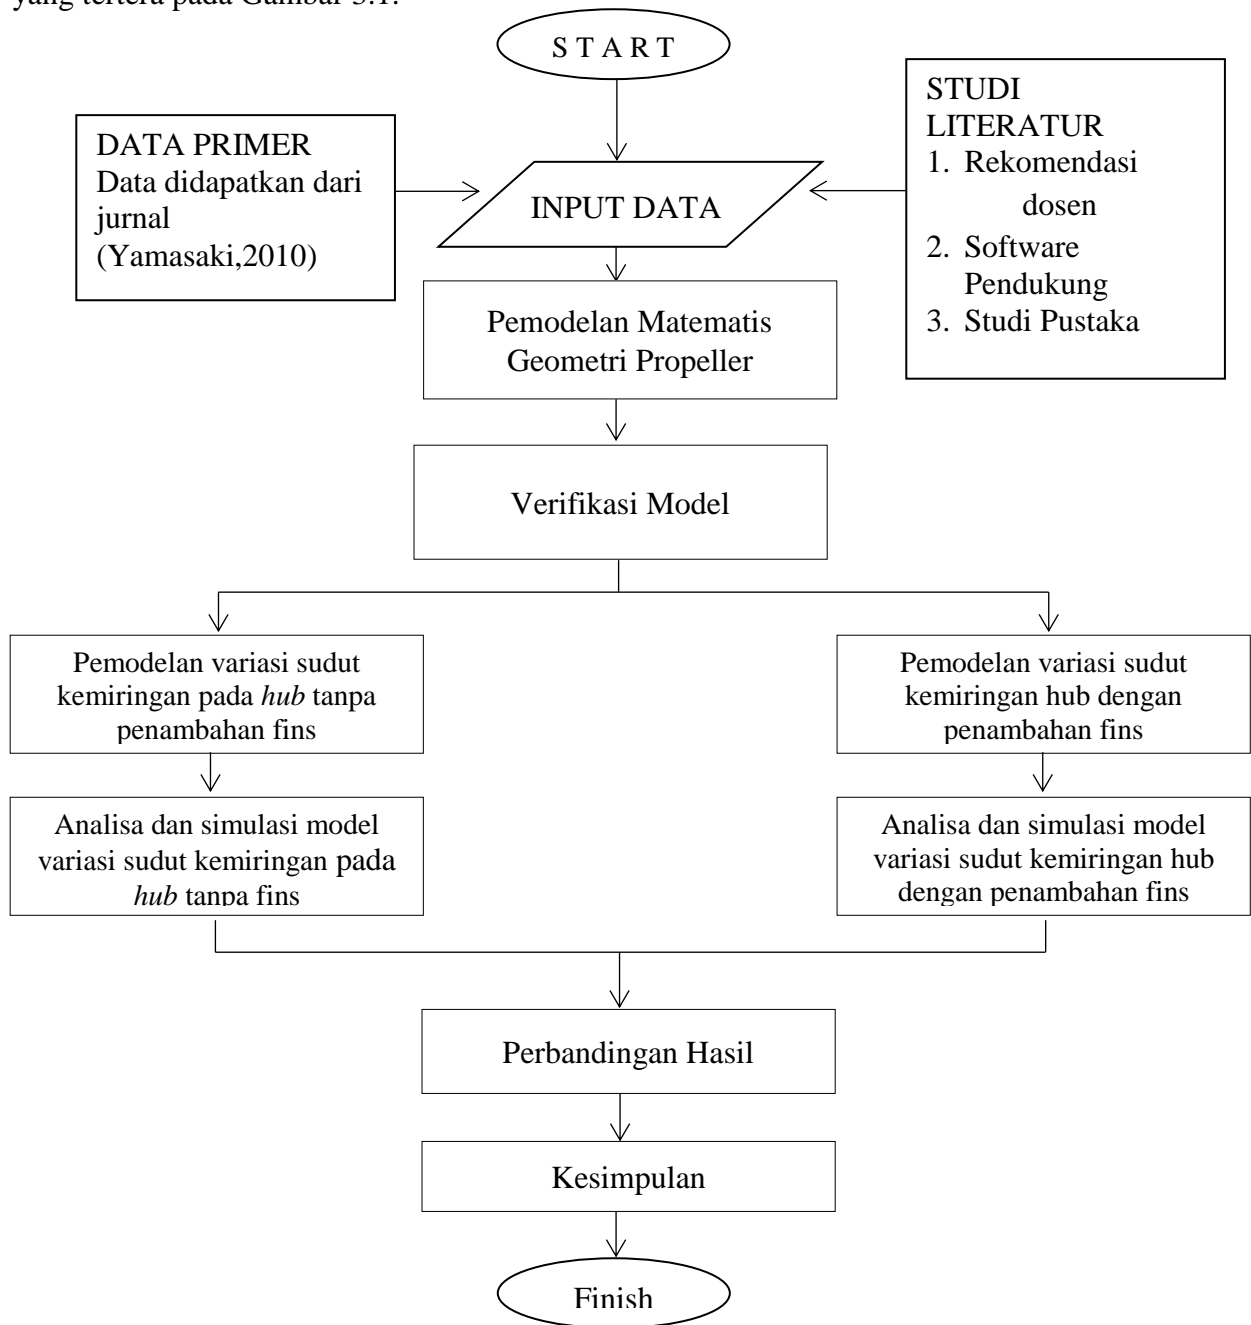 yang tertera pada Gambar 3.1.
S T A R T
DATA PRIMER
Data didapatkan dari
jurnal
(Yamasaki,2010)
INPUT DATA
STUDI
LITERATUR
1. Rekomendasi
dosen
2. Software
Pendukung
3. Studi Pustaka
Pemodelan Matematis
Geometri Propeller
Verifikasi Model
Pemodelan variasi sudut
kemiringan pada hub tanpa
penambahan fins
Pemodelan variasi sudut
kemiringan hub dengan
penambahan fins
Analisa dan simulasi model
variasi sudut kemiringan pada
hub tanpa fins
Analisa dan simulasi model
variasi sudut kemiringan hub
dengan penambahan fins
Perbandingan Hasil
Kesimpulan
Finish